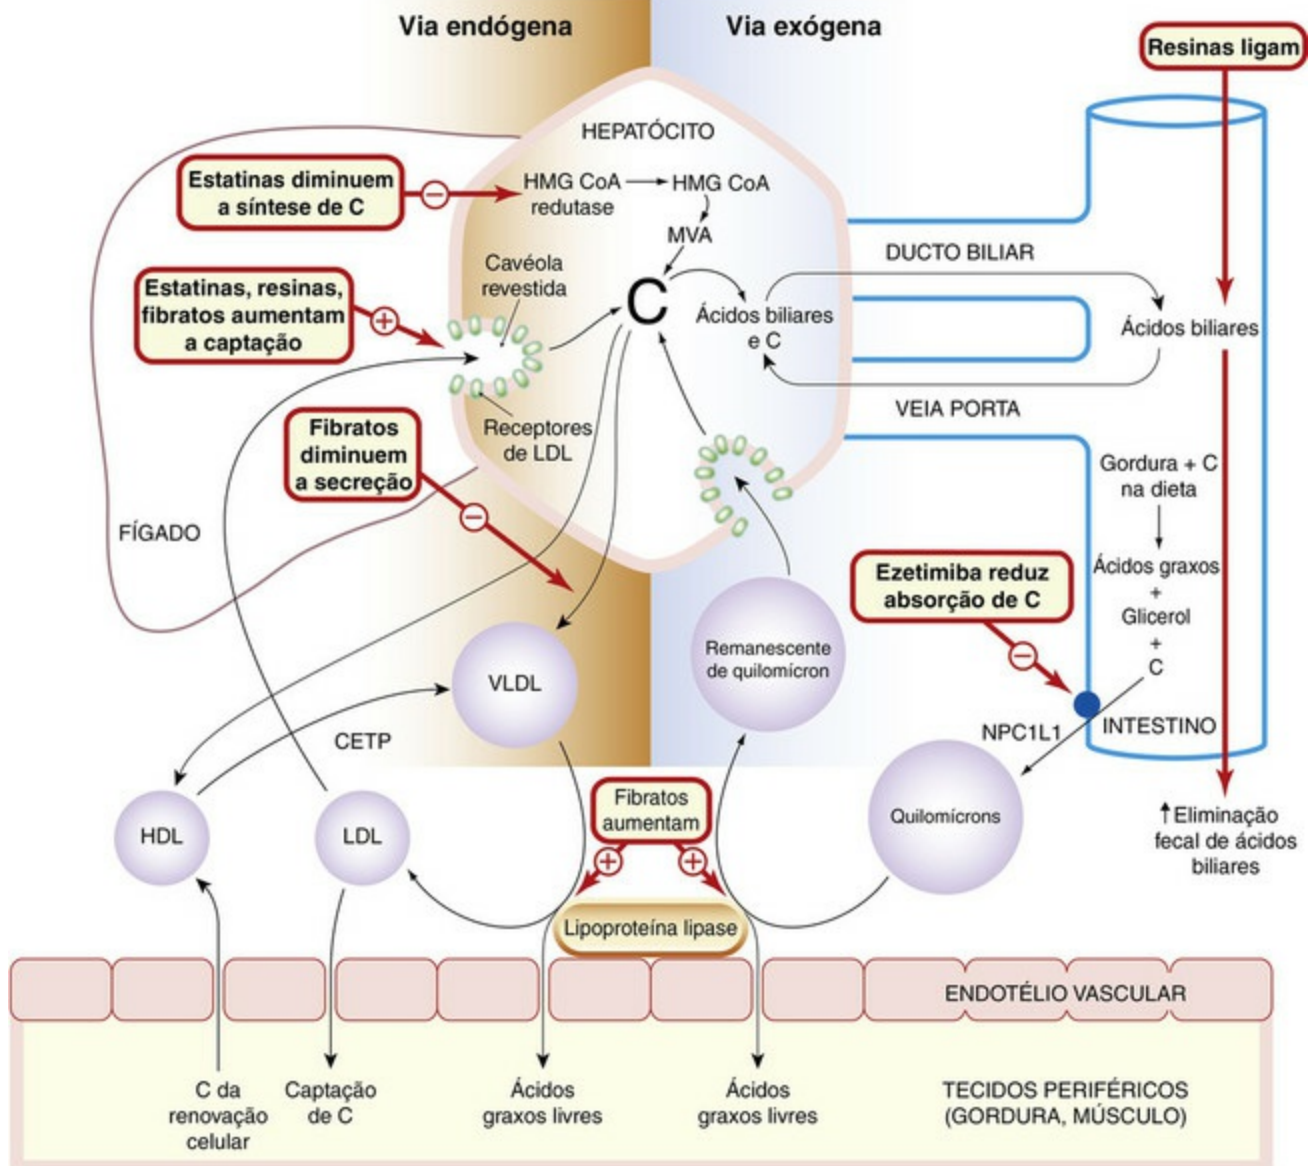 Via endógena
Via exógena
Resinas ligam
HEPATÓCITO
Estatinas diminuem
a síntese de C
HMG CoA
redutase
HMG CoA
MVA
DUCTO BILIAR
Cavéola
revestida
Estatinas, resinas,
fibratos aumentam
a captação
C
Ácidos biliares
e C
Ácidos biliares
VEIA PORTA
Receptores
de LDL
Fibratos
diminuem
a secreção
Gordura + C
na dieta
FÍGADO
Ezetimiba reduz
absorção de C
Ácidos graxos
+
Glicerol
+
C
Remanescente
de quilomícron
VLDL
CETP
NPC1L1
INTESTINO
HDL
LDL
Fibratos
aumentam
Quilomícrons
↑Eliminação
fecal de ácidos
biliares
Lipoproteína lipase
ENDOTÉLIO VASCULAR
C da
renovação
celular
Captação
de C
Ácidos
graxos livres
Ácidos
graxos livres
TECIDOS PERIFÉRICOS
(GORDURA, MÚSCULO)